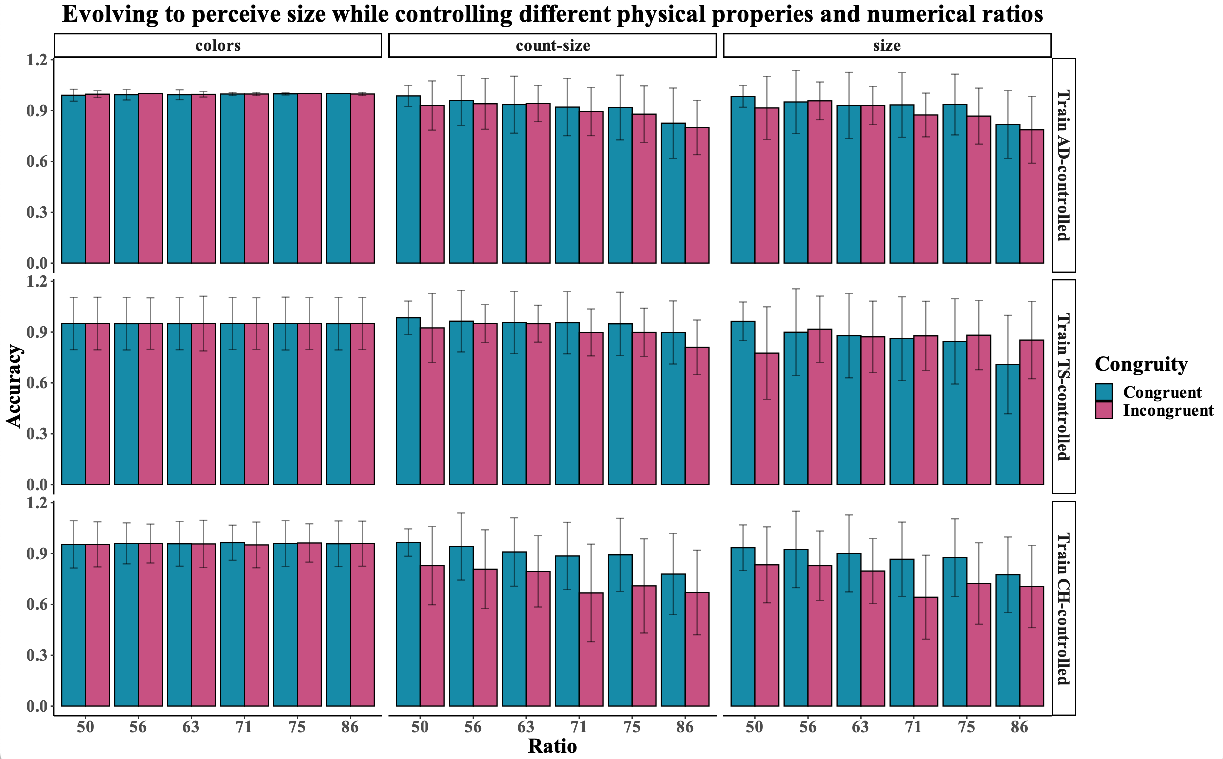 Evolving to perceive size while controlling different physical properies and numerical ratios
colors
count-size
size
1.2
0.9
0.6
0.3
0.0
Train AD-controlled
1.2
0.9
0.6
0.3
0.0
Train TS-controlled
1.2
0.9
0.6
0.3
0.0
Train CH-controlled
Accuracy
50 56 63 71 75 86
50 56 63 71 75 86
50 56 63 71 75 86
Ratio
Congruity
Congruent
Incongruent